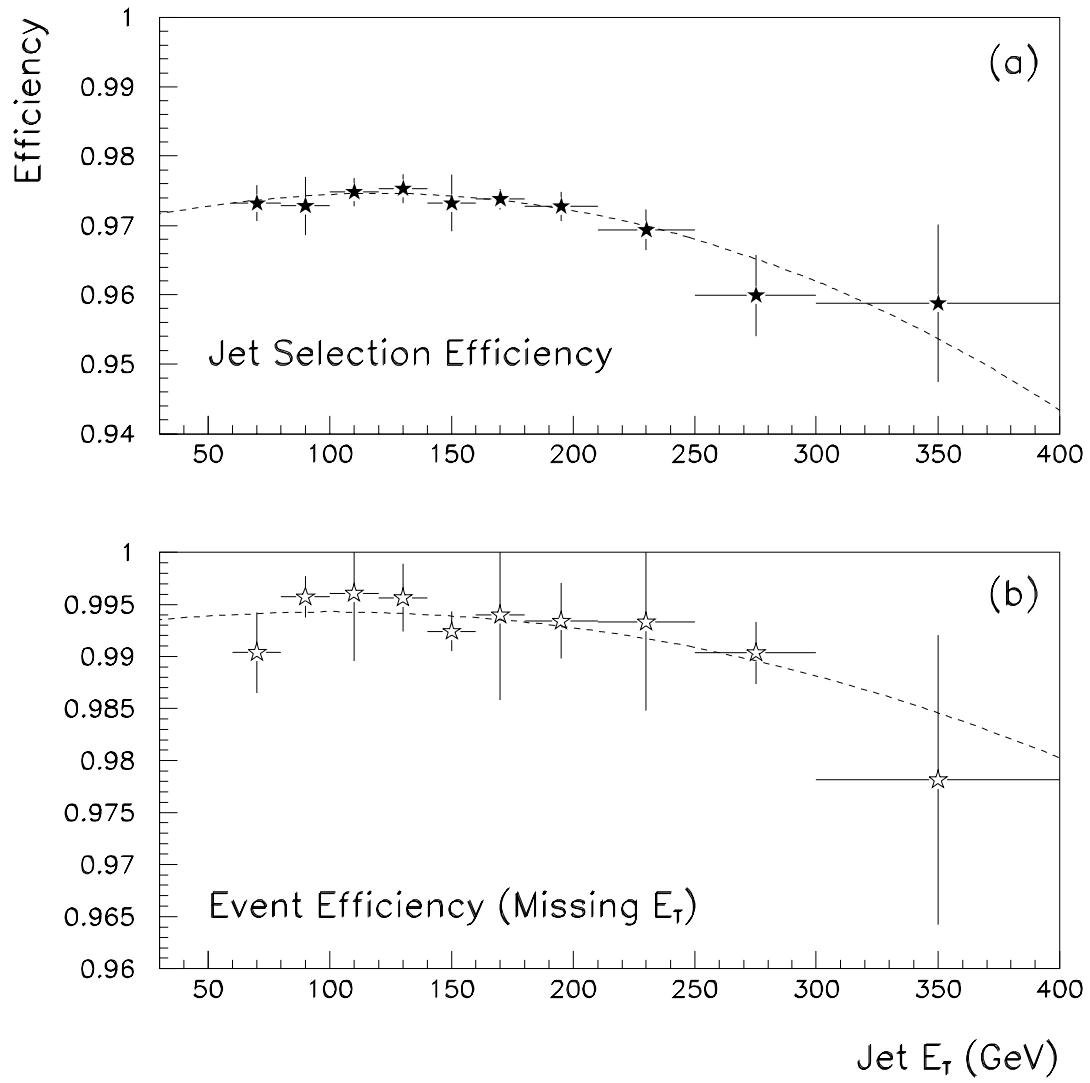 Efficiency
(a)
1
0.99
0.98
0.97
0.96
0.95
0.94
Jet Selection Efficiency
50 100 150 200 250 300 350 400
(b)
1
0.995
0.99
0.985
0.98
0.975
0.97
0.965
0.96
Event Efficiency (Missing E_T)
50 100 150 200 250 300 350 400
Jet E_T (GeV)